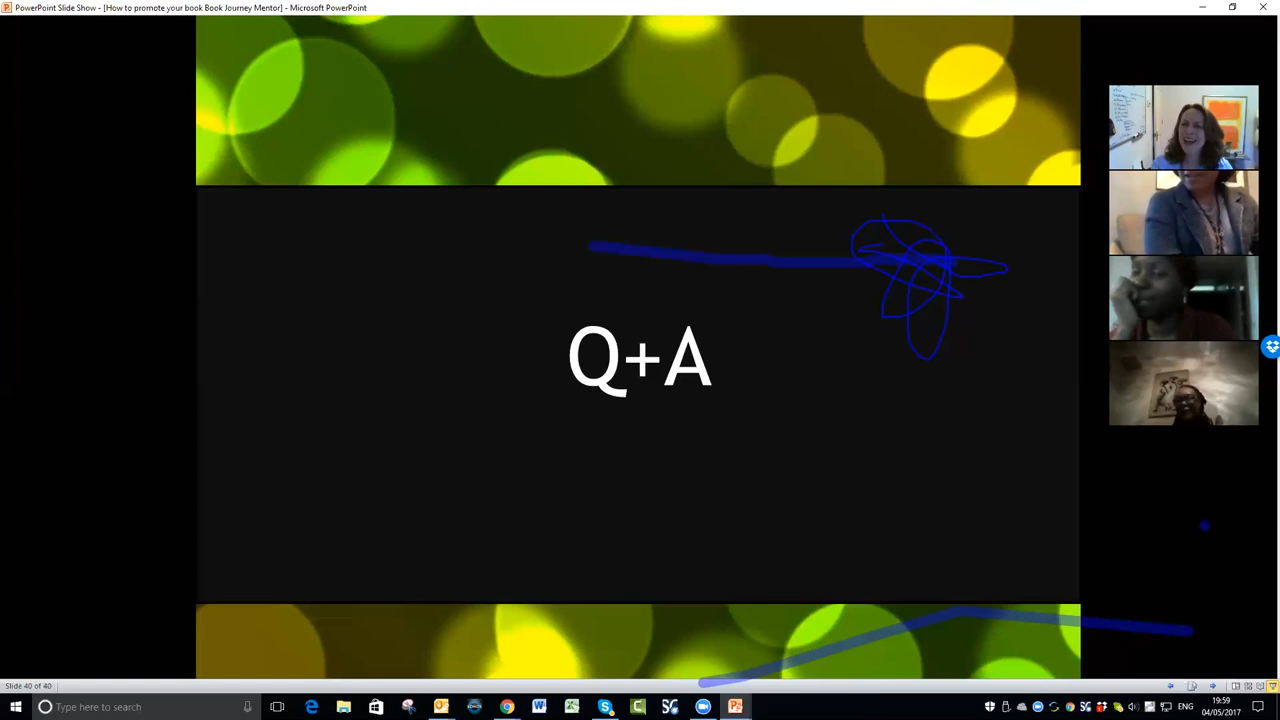 PowerPoint Slide Show - [How to promote your book Book Journey Mentor] - Microsoft PowerPoint
Q+A
Slide 40 of 40
Type here to search
ENG
19:59
04/05/2017